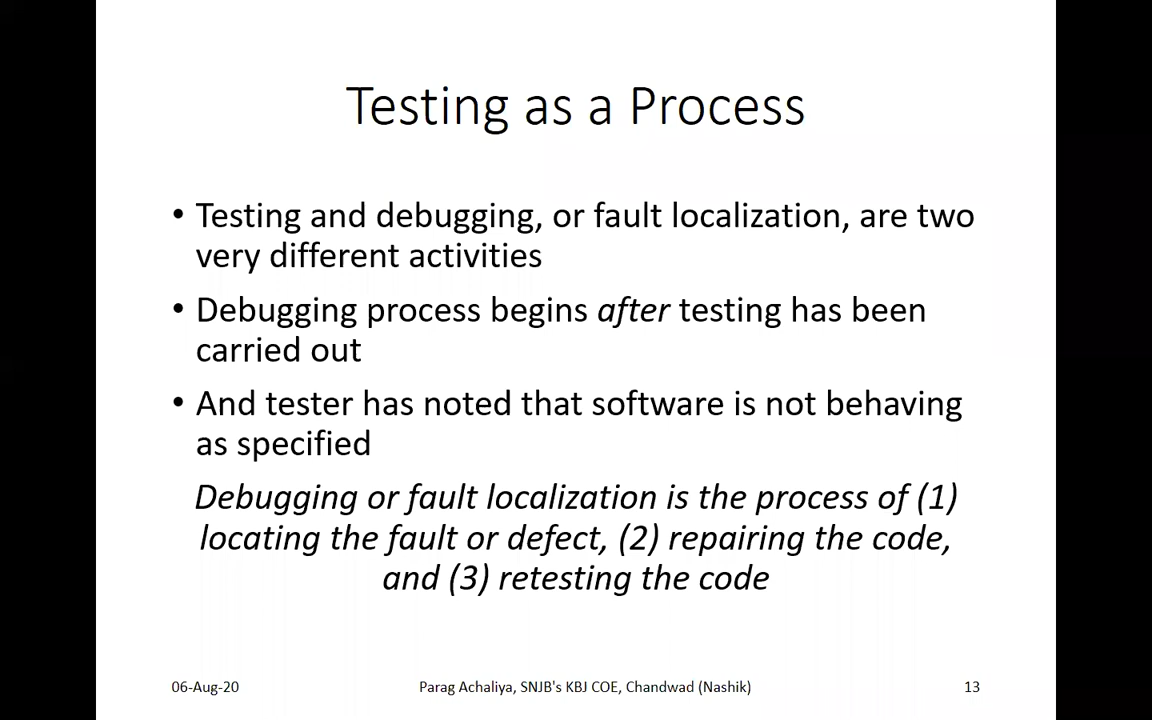 Testing as a Process
• Testing and debugging, or fault localization, are two
very different activities
• Debugging process begins after testing has been
carried out
• And tester has noted that software is not behaving
as specified
Debugging or fault localization is the process of (1)
locating the fault or defect, (2) repairing the code,
and (3) retesting the code
06-Aug-20 Parag Achaliya, SNJB's KBJ COE, Chandwad (Nashik) 13